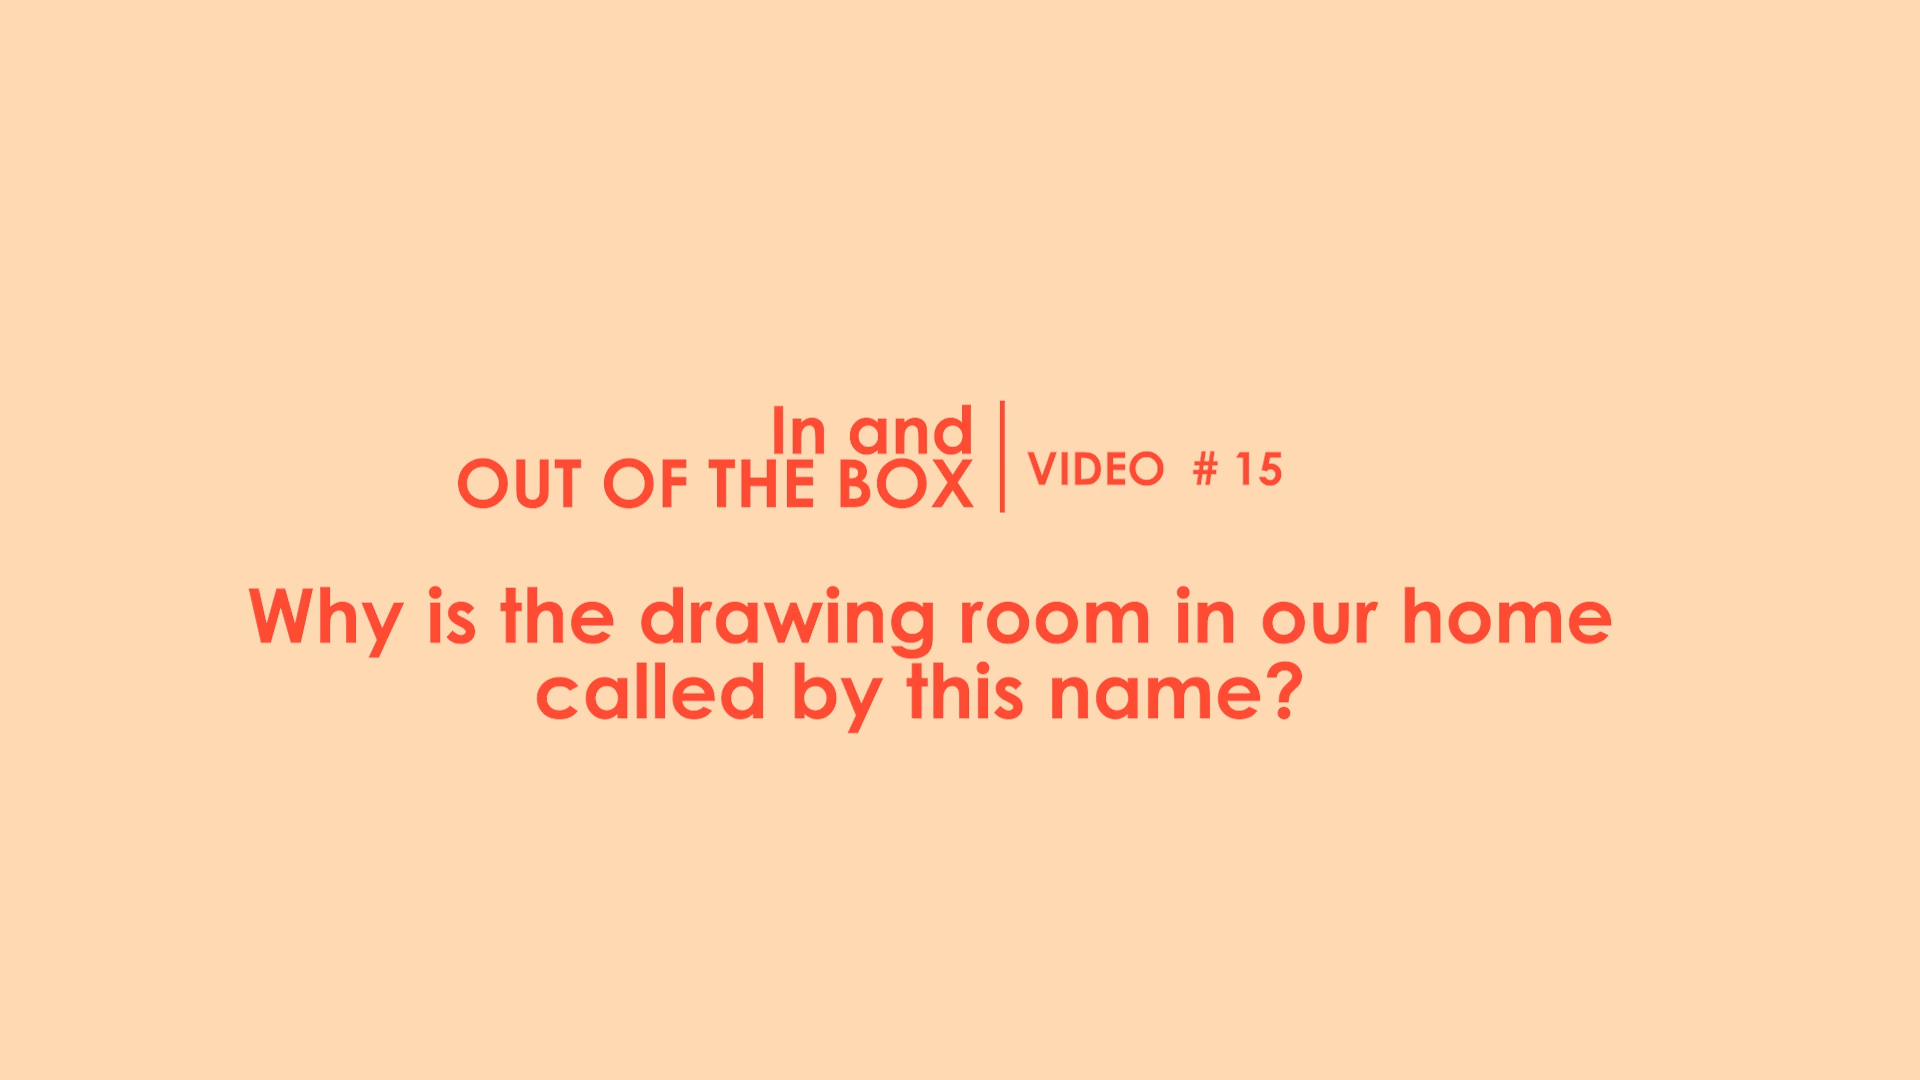 In and
OUT OF THE BOX
VIDEO # 15
Why is the drawing room in our home
called by this name?